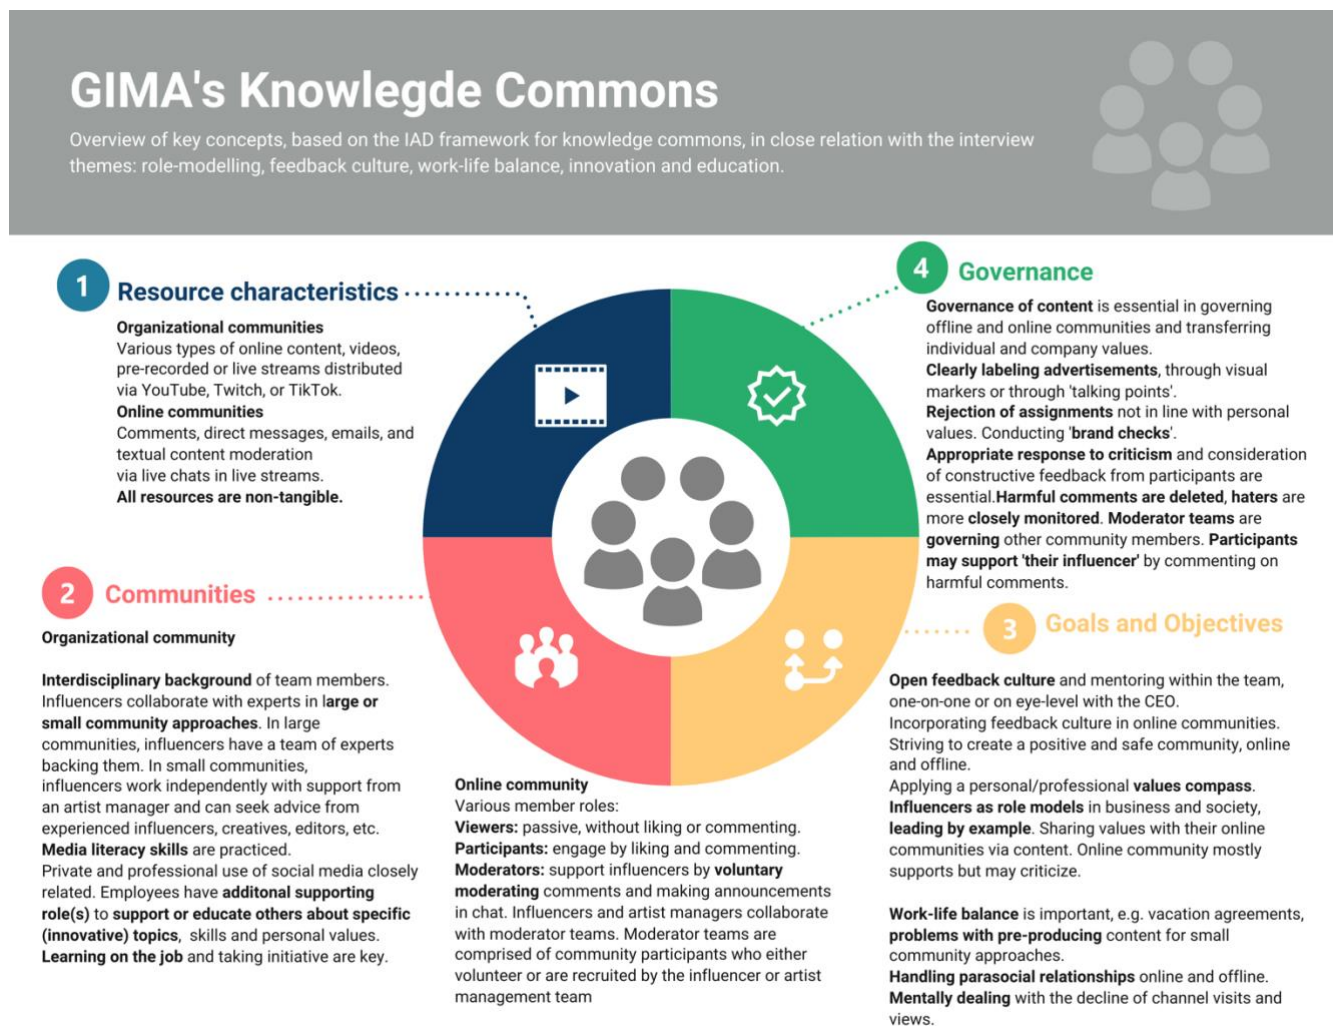 GIMA's Knowlegde Commons
Overview of key concepts, based on the IAD framework for knowledge commons, in close relation with the interview
themes: role-modelling, feedback culture, work-life balance, innovation and education.
1
Resource characteristics
Organizational communities
Various types of online content, videos,
pre-recorded or live streams distributed
via YouTube, Twitch, or TikTok.
Online communities
Comments, direct messages, emails, and
textual content moderation
via live chats in live streams.
All resources are non-tangible.
2
Communities
Organizational community
Interdisciplinary background of team members.
Influencers collaborate with experts in large or
small community approaches. In large
communities, influencers have a team of experts
backing them. In small communities,
influencers work independently with support from
an artist manager and can seek advice from
experienced influencers, creatives, editors, etc.
Media literacy skills are practiced.
Private and professional use of social media closely
related. Employees have additonal supporting
role(s) to support or educate others about specific
(innovative) topics, skills and personal values.
Learning on the job and taking initiative are key.
Online community
Various member roles:
Viewers: passive, without liking or commenting.
Participants: engage by liking and commenting.
Moderators: support influencers by voluntary
moderating comments and making announcements
in chat. Influencers and artist managers collaborate
with moderator teams. Moderator teams are
comprised of community participants who either
volunteer or are recruited by the influencer or artist
management team
4
Governance
Governance of content is essential in governing
offline and online communities and transferring
individual and company values.
Clearly labeling advertisements, through visual
markers or through 'talking points'.
Rejection of assignments not in line with personal
values. Conducting 'brand checks'.
Appropriate response to criticism and consideration
of constructive feedback from participants are
essential.Harmful comments are deleted, haters are
more closely monitored. Moderator teams are
governing other community members. Participants
may support 'their influencer' by commenting on
harmful comments.
3
Goals and Objectives
Open feedback culture and mentoring within the team,
one-on-one or on eye-level with the CEO.
Incorporating feedback culture in online communities.
Striving to create a positive and safe community, online
and offline.
Applying a personal/professional values compass.
Influencers as role models in business and society,
leading by example. Sharing values with their online
communities via content. Online community mostly
supports but may criticize.
Work-life balance is important, e.g. vacation agreements,
problems with pre-producing content for small
community approaches.
Handling parasocial relationships online and offline.
Mentally dealing with the decline of channel visits and
views.